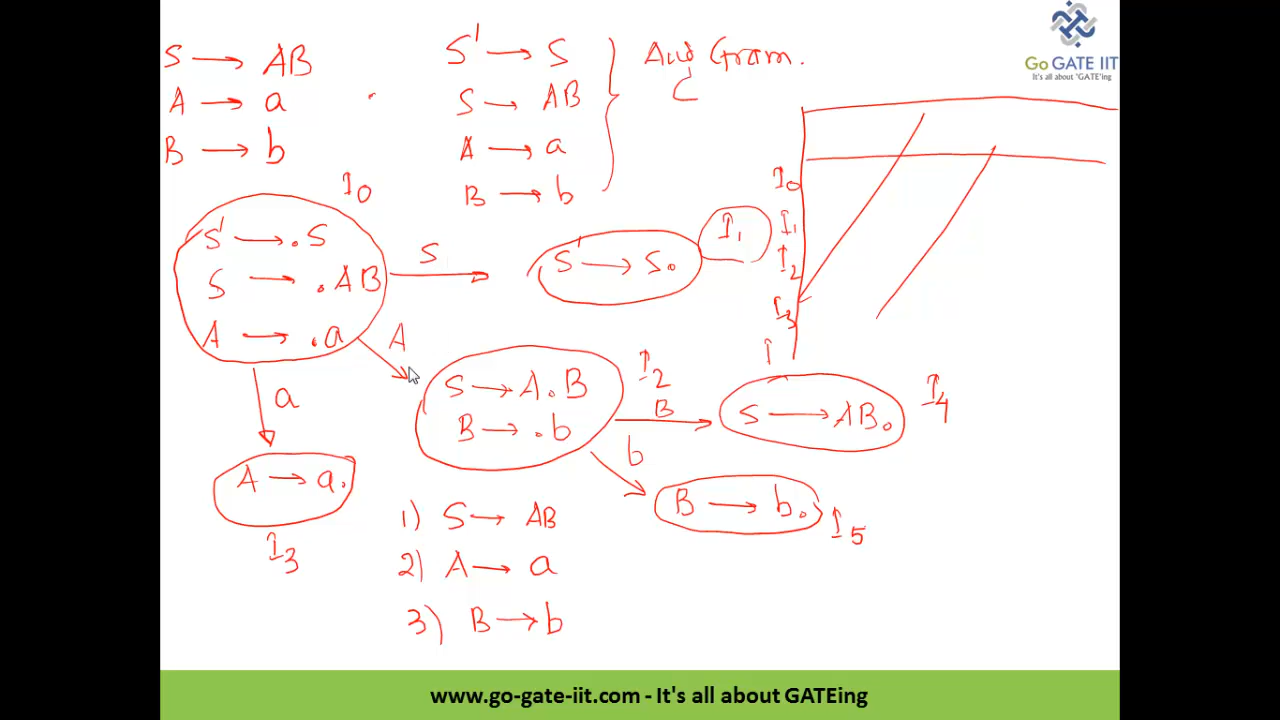 S → AB
A → a
B → b
S' → S
S → AB
A → a
B → b
Gram.
Go GATE IIT
It's all about 'GATE'ing
I0
S' → .S
S → .AB
A → .a
S
S' → S.
I1
A
a
A → a.
I3
S → A.B
B → .b
I2
B
b
S → AB.
I4
B → b.
I5
I0
I1
I2
I3
I
1) S → AB
2) A → a
3) B → b
www.go-gate-iit.com - It's all about GATEing